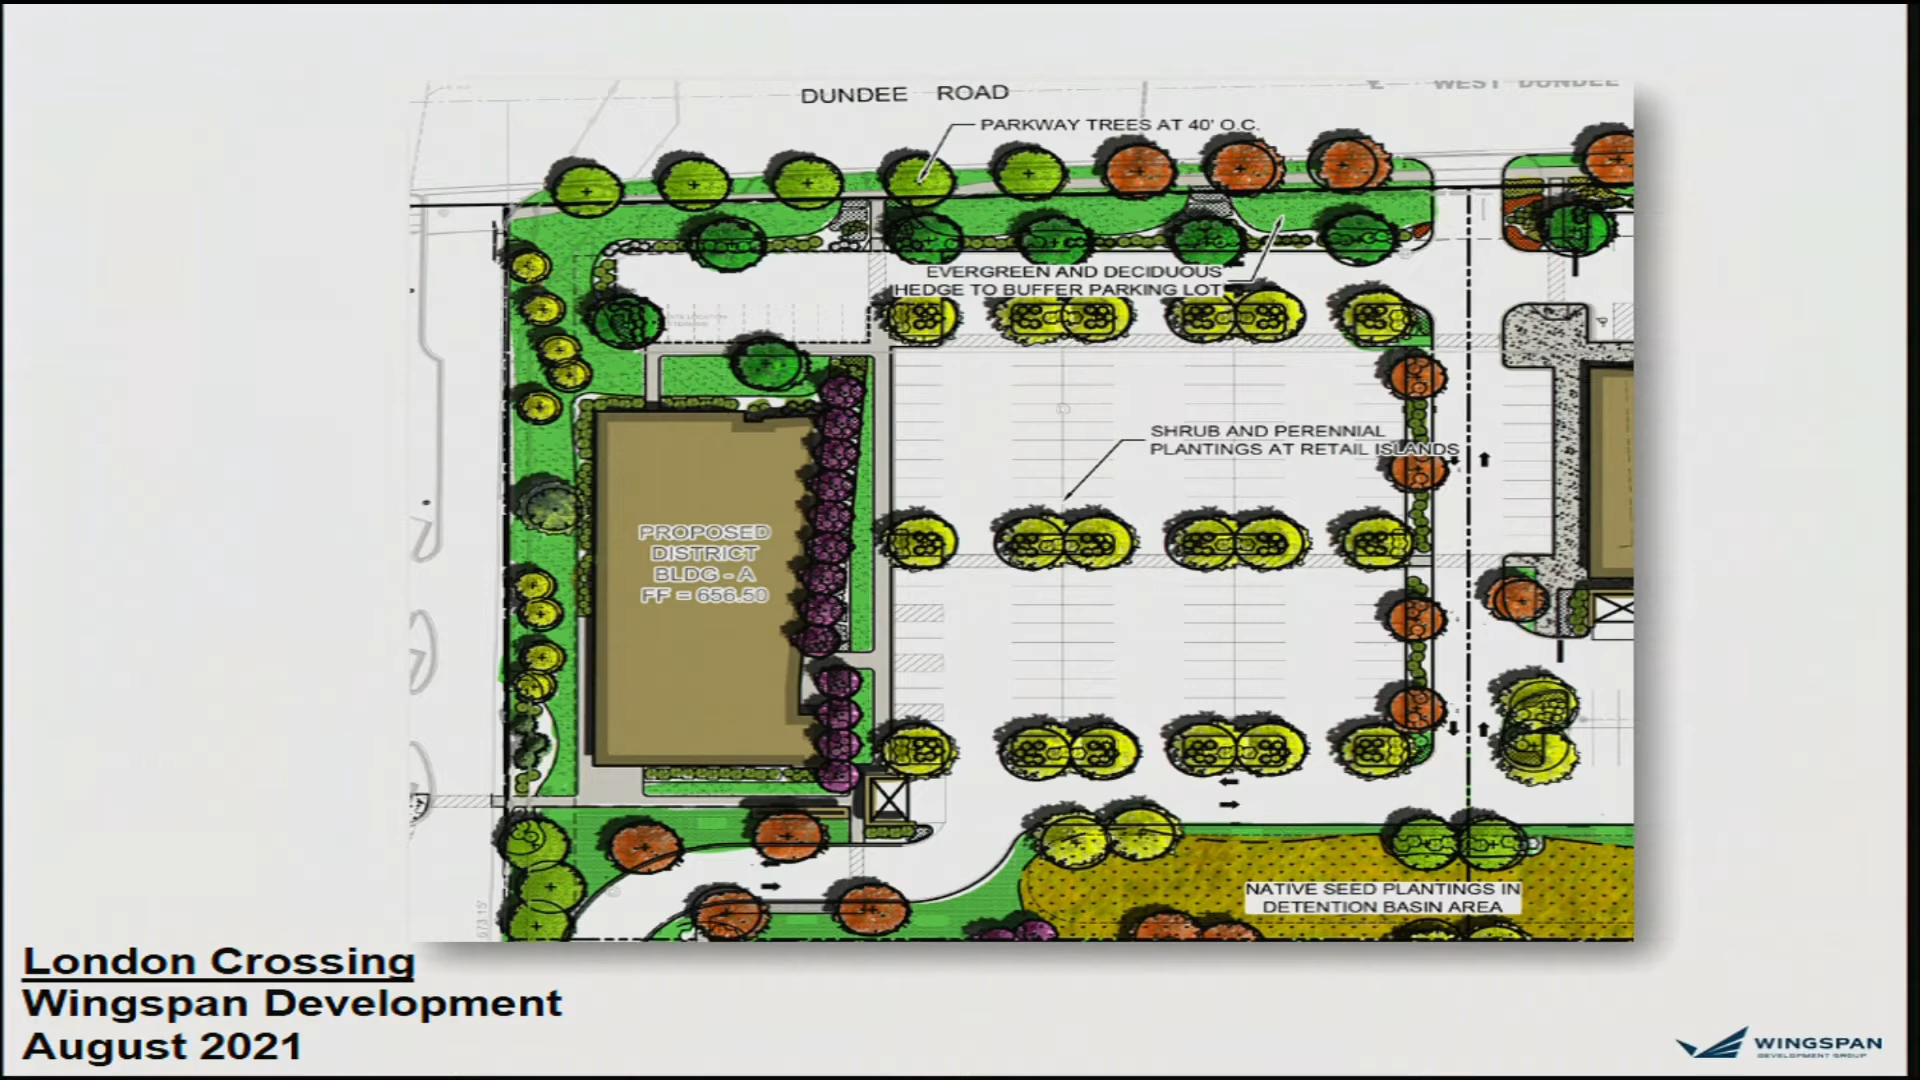 DUNDEE ROAD
WEST DUNDEE
PARKWAY TREES AT 40' O.C.
EVERGREEN AND DECIDUOUS
HEDGE TO BUFFER PARKING LOT
SHRUB AND PERENNIAL
PLANTINGS AT RETAIL ISLANDS
PROPOSED
DISTRICT
BLDG - A
FF = 656.50
NATIVE SEED PLANTINGS IN
DETENTION BASIN AREA
673.15'
London Crossing
Wingspan Development
August 2021
WINGSPAN
DEVELOPMENT GROUP